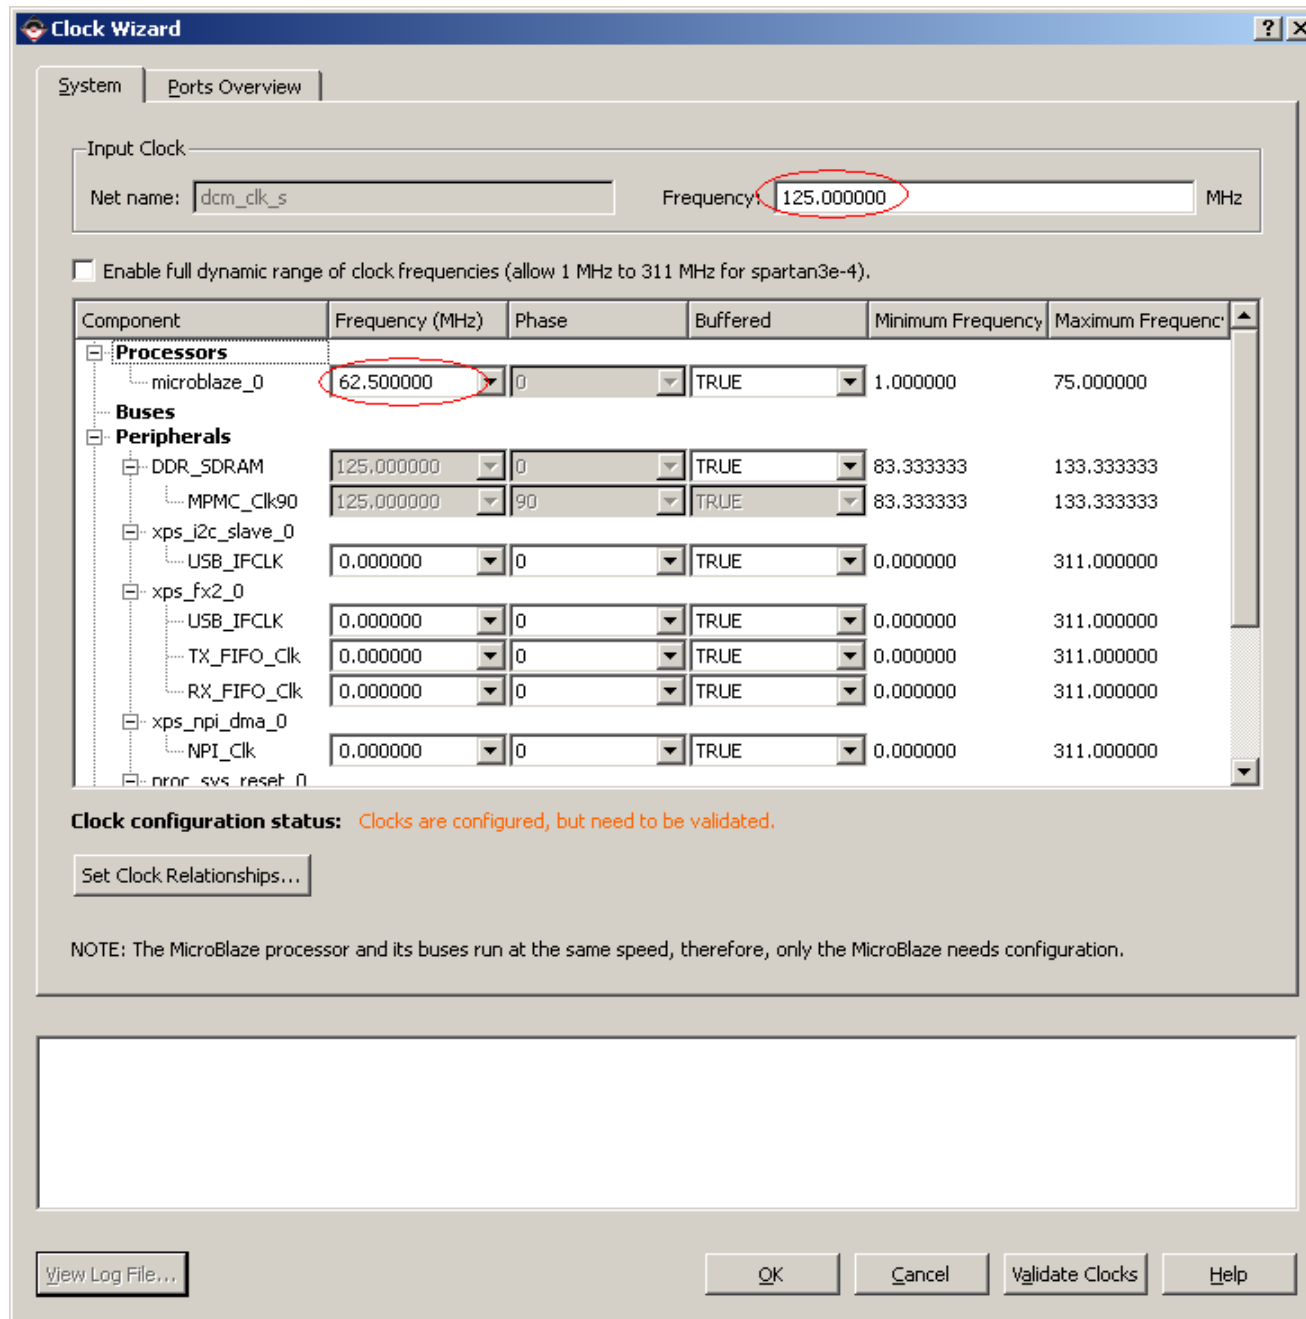 Clock Wizard
System Ports Overview
Input Clock
Net name: dcm_clk_s Frequency: 125.000000 MHz
Enable full dynamic range of clock frequencies (allow 1 MHz to 311 MHz for spartan3e-4).
Component Frequency (MHz) Phase Buffered Minimum Frequency Maximum Frequenc
Processors
microblaze_0 62.500000 0 TRUE 1.000000 75.000000
Buses
Peripherals
DDR_SDRAM 125.000000 0 TRUE 83.333333 133.333333
MPMC_Clk90 125.000000 90 TRUE 83.333333 133.333333
xps_i2c_slave_0
USB_IFCLK 0.000000 0 TRUE 0.000000 311.000000
xps_fx2_0
USB_IFCLK 0.000000 0 TRUE 0.000000 311.000000
TX_FIFO_Clk 0.000000 0 TRUE 0.000000 311.000000
RX_FIFO_Clk 0.000000 0 TRUE 0.000000 311.000000
xps_npi_dma_0
NPI_Clk 0.000000 0 TRUE 0.000000 311.000000
proc_sys_reset_0
Clock configuration status: Clocks are configured, but need to be validated.
Set Clock Relationships...
NOTE: The MicroBlaze processor and its buses run at the same speed, therefore, only the MicroBlaze needs configuration.
View Log File... OK Cancel Validate Clocks Help